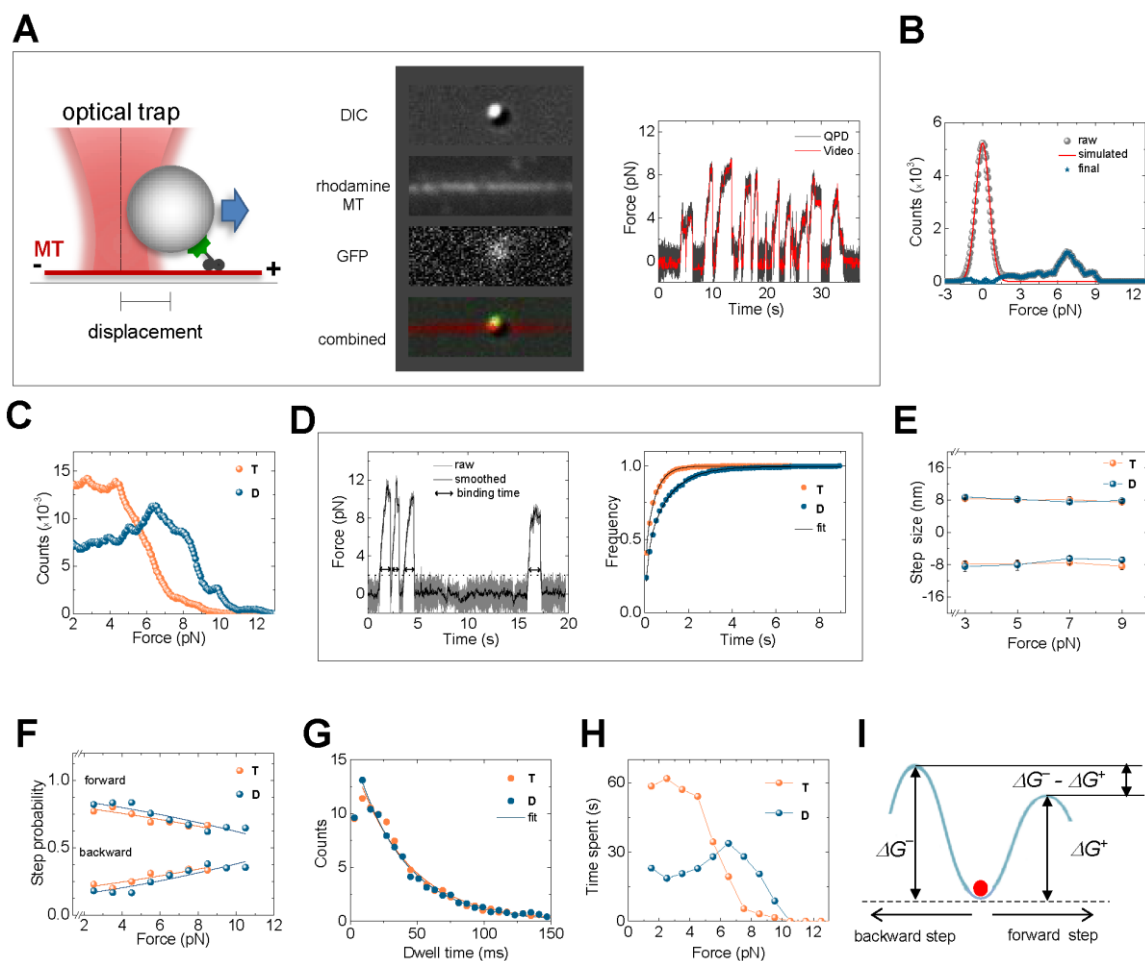 A
optical trap
MT
-
+
displacement
DIC
rhodamine
MT
GFP
combined
Force (pN)
12
8
4
0
QPD
Video
0 10 20 30
Time (s)
B
Counts (×10³)
6
3
0
raw
simulated
final
-3 0 3 6 9 12
Force (pN)
C
Counts (×10⁻³)
15
10
5
0
T
D
2 4 6 8 10 12
Force (pN)
D
Force (pN)
15
10
5
0
raw
smoothed
binding time
0 5 10 15 20
Time (s)
Frequency
1.0
0.5
0.0
T
D
fit
0 2 4 6 8
Time (s)
E
Step size (nm)
16
8
0
-8
-16
T
D
3 5 7 9
Force (pN)
F
Step probability
1.0
0.5
0.0
forward
backward
T
D
2 4 6 8 10 12
Force (pN)
G
Counts
15
10
5
0
T
D
fit
0 50 100 150
Dwell time (ms)
H
Time spent (s)
60
30
0
T
D
0 2 4 6 8 10 12
Force (pN)
I
ΔG⁻ - ΔG⁺
ΔG⁻
ΔG⁺
backward step
forward step